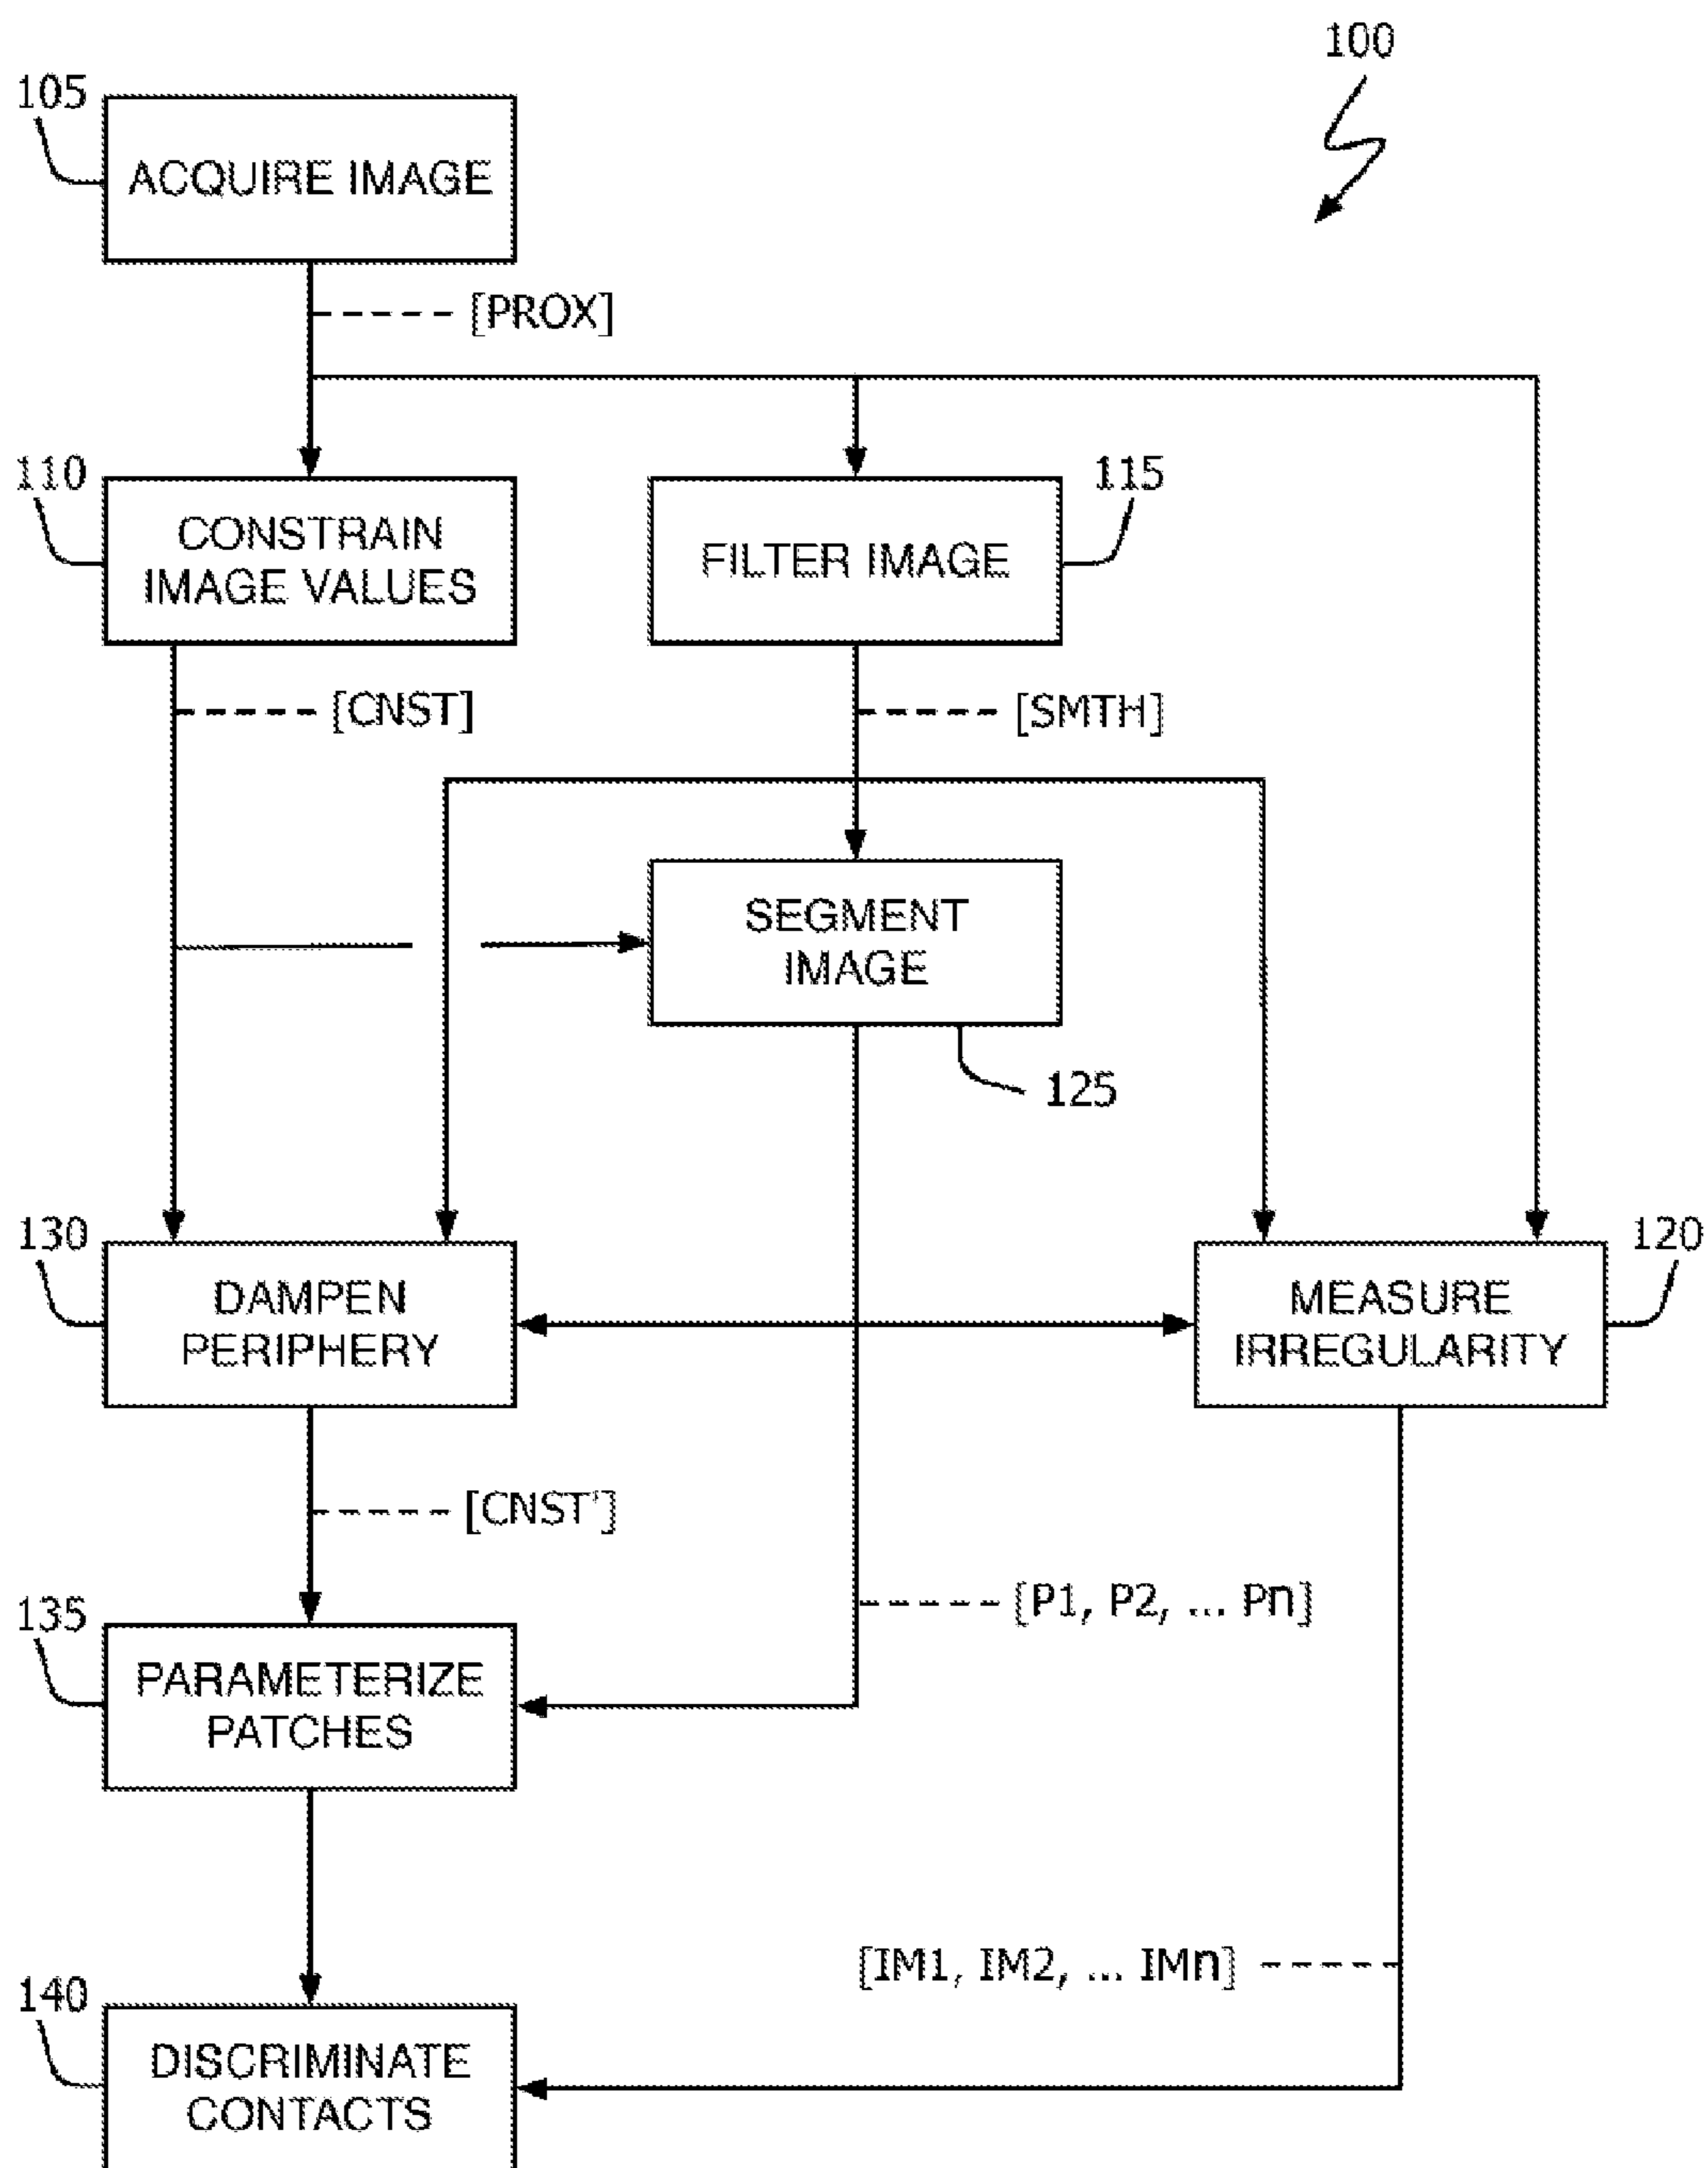 100
105
ACQUIRE IMAGE
[PROX]
110
CONSTRAIN
IMAGE VALUES
FILTER IMAGE
115
[CNST]
[SMTH]
SEGMENT
IMAGE
125
130
DAMPEN
PERIPHERY
MEASURE
IRREGULARITY
120
[CNST']
[P1, P2, ... Pn]
135
PARAMETERIZE
PATCHES
[IM1, IM2, ... IMn]
140
DISCRIMINATE
CONTACTS